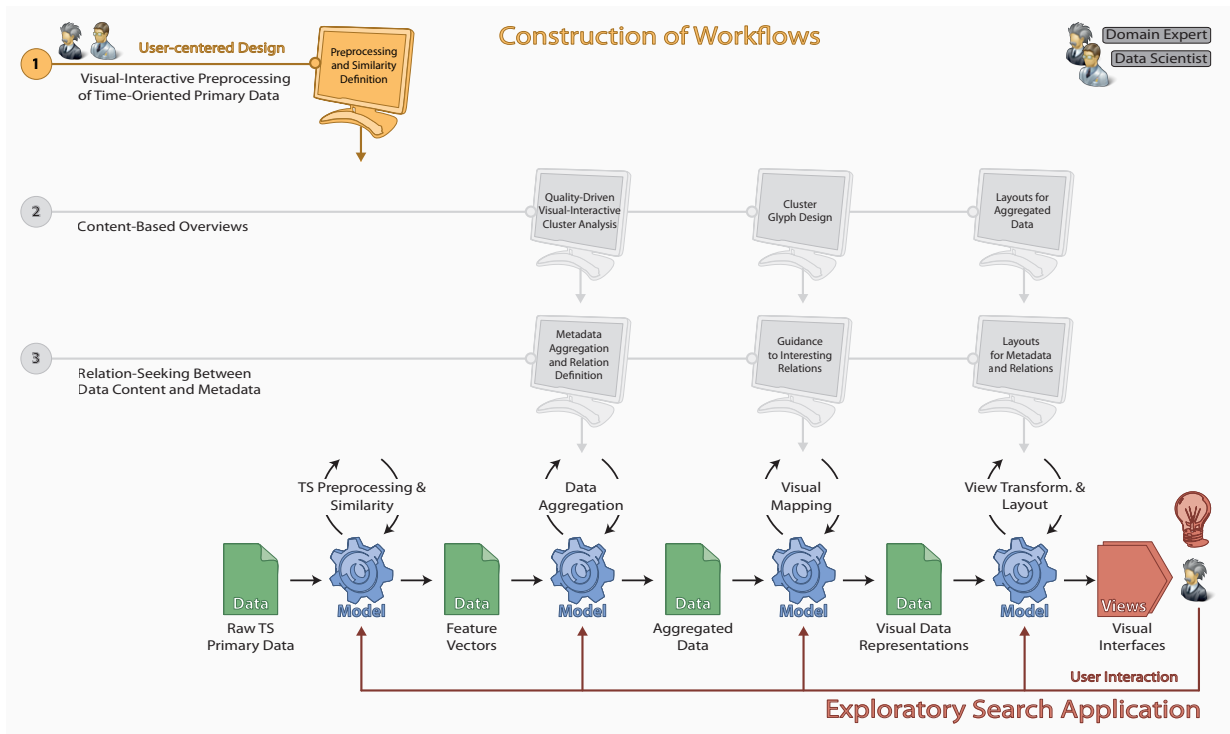 Construction of Workflows
Domain Expert
Data Scientist
1
User-centered Design
Visual-Interactive Preprocessing
of Time-Oriented Primary Data
Preprocessing
and Similarity
Definition
2
Content-Based Overviews
Quality-Driven
Visual-Interactive
Cluster Analysis
Cluster
Glyph Design
Layouts for
Aggregated
Data
3
Relation-Seeking Between
Data Content and Metadata
Metadata
Aggregation
and Relation
Definition
Guidance
to Interesting
Relations
Layouts
for Metadata
and Relations
TS Preprocessing &
Similarity
Data
Aggregation
Visual
Mapping
View Transform. &
Layout
Data
Model
Data
Model
Data
Model
Data
Model
Views
Raw TS
Primary Data
Feature
Vectors
Aggregated
Data
Visual Data
Representations
Visual
Interfaces
User Interaction
Exploratory Search Application